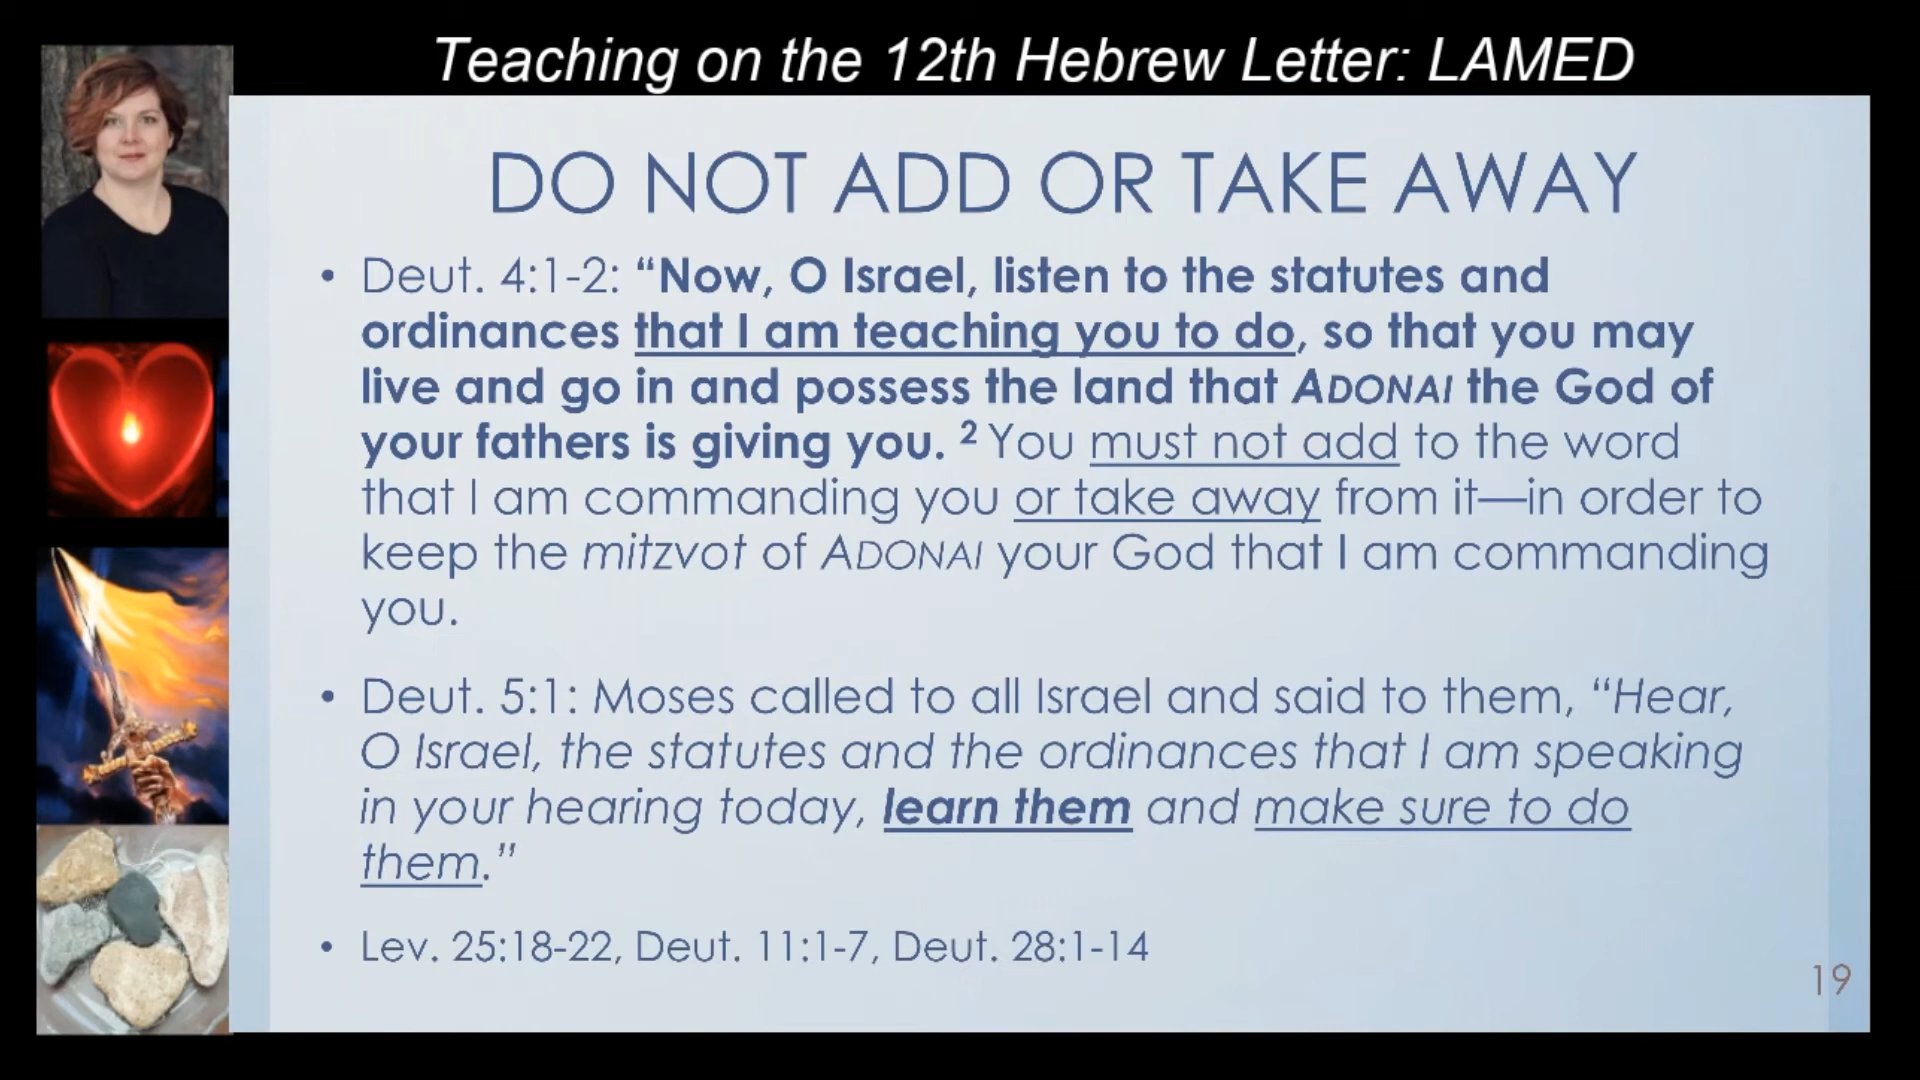 Teaching on the 12th Hebrew Letter: LAMED
DO NOT ADD OR TAKE AWAY
• Deut. 4:1-2: “Now, O Israel, listen to the statutes and
ordinances that I am teaching you to do, so that you may
live and go in and possess the land that ADONAI the God of
your fathers is giving you. ² You must not add to the word
that I am commanding you or take away from it—in order to
keep the mitzvot of ADONAI your God that I am commanding
you.
• Deut. 5:1: Moses called to all Israel and said to them, “Hear,
O Israel, the statutes and the ordinances that I am speaking
in your hearing today, learn them and make sure to do
them.”
• Lev. 25:18-22, Deut. 11:1-7, Deut. 28:1-14
19